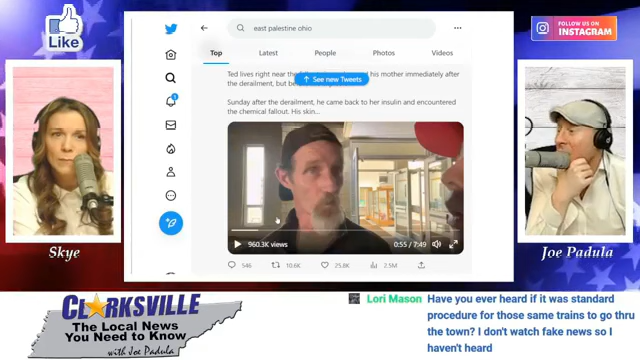 Like
east palestine ohio
FOLLOW US ON
INSTAGRAM
Top
Latest
People
Photos
Videos
Ted lives right near the
his mother immediately after
See new Tweets
the derailment, but
Sunday after the derailment, he came back to her insulin and encountered
the chemical fallout. His skin...
960.3K views
0:55 / 7:49
546
10.6K
25.8K
2.5M
Skye
Joe Padula
CLARKSVILLE
The Local News
You Need to Know
with Joe Padula
Lori Mason
Have you ever heard if it was standard
procedure for those same trains to go thru
the town? I don't watch fake news so I
haven't heard